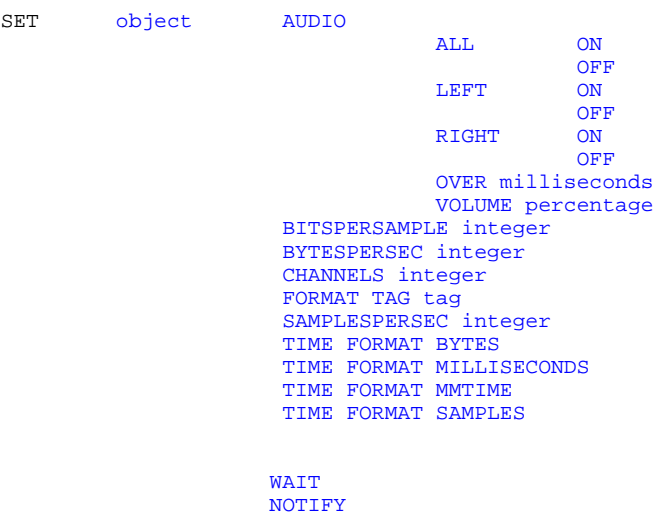 SET object AUDIO
ALL ON
OFF
LEFT ON
OFF
RIGHT ON
OFF
OVER milliseconds
VOLUME percentage
BITSPERSAMPLE integer
BYTESPERSEC integer
CHANNELS integer
FORMAT TAG tag
SAMPLESPERSEC integer
TIME FORMAT BYTES
TIME FORMAT MILLISECONDS
TIME FORMAT MMTIME
TIME FORMAT SAMPLES
WAIT
NOTIFY